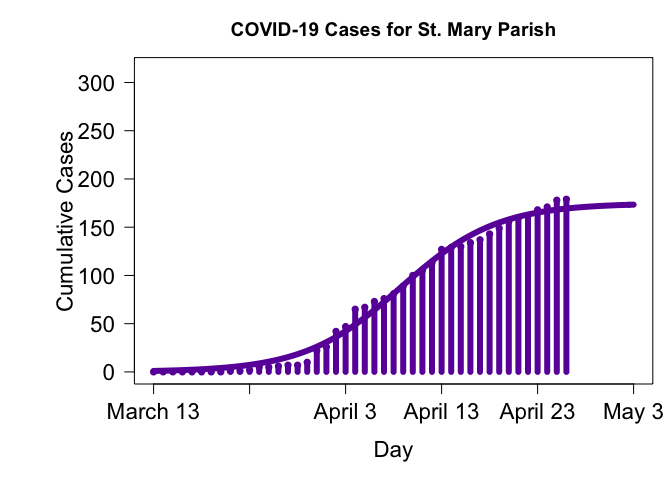 COVID-19 Cases for St. Mary Parish
Cumulative Cases
300
250
200
150
100
50
0
March 13
April 3
April 13
April 23
May 3
Day